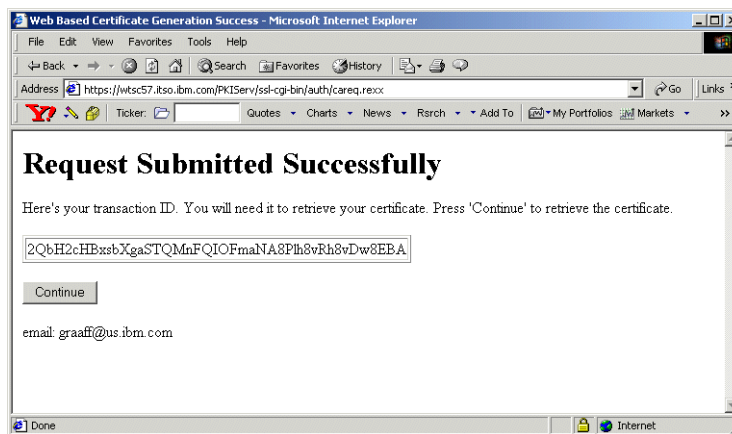 Web Based Certificate Generation Success - Microsoft Internet Explorer
File Edit View Favorites Tools Help
Back Search Favorites History
Address https://wtsc57.itso.ibm.com/PKIServ/ssl-cgi-bin/auth/careq.rexx Go Links
Y! Ticker: Quotes Charts News Rsrch Add To My Portfolios Markets »
Request Submitted Successfully
Here's your transaction ID. You will need it to retrieve your certificate. Press 'Continue' to retrieve the certificate.
2QbH2cHBxsbXgaSTQMnFQIOFmaNA8Plh8vRh8vDw8EBA
Continue
email: graaff@us.ibm.com
Done Internet